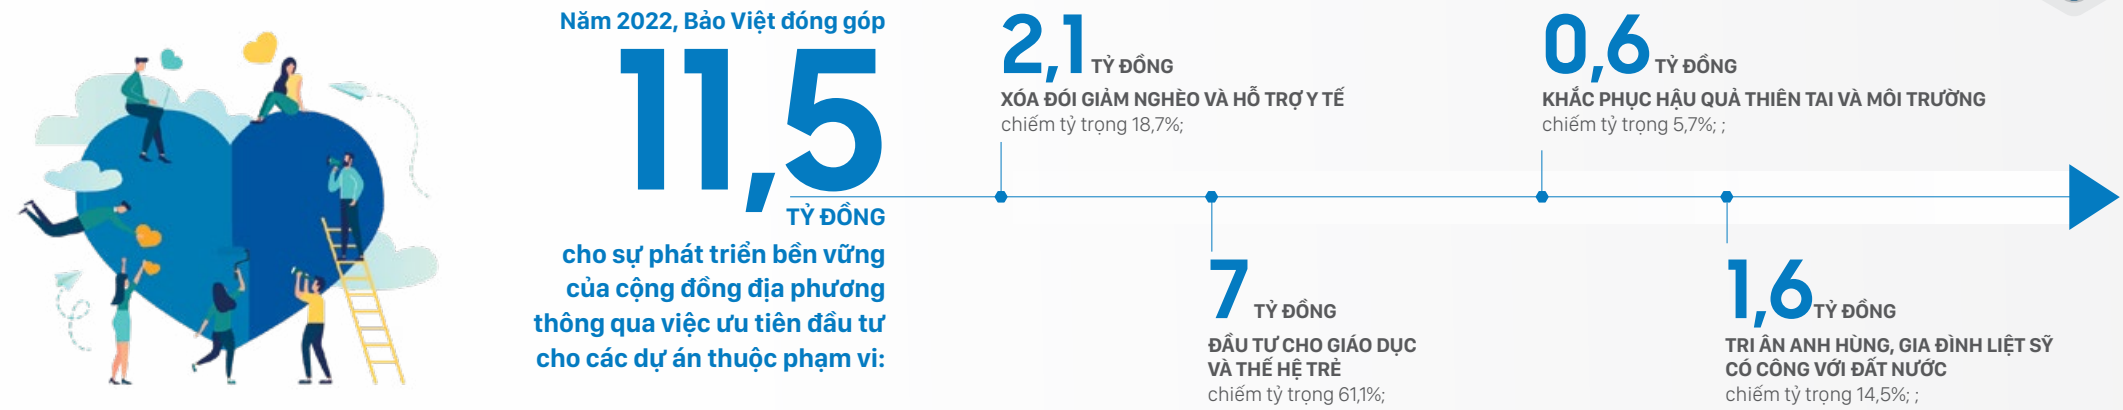 Năm 2022, Bảo Việt đóng góp
11,5
TỶ ĐỒNG
cho sự phát triển bền vững
của cộng đồng địa phương
thông qua việc ưu tiên đầu tư
cho các dự án thuộc phạm vi:
2,1 TỶ ĐỒNG
XÓA ĐÓI GIẢM NGHÈO VÀ HỖ TRỢ Y TẾ
chiếm tỷ trọng 18,7%;
7 TỶ ĐỒNG
ĐẦU TƯ CHO GIÁO DỤC
VÀ THẾ HỆ TRẺ
chiếm tỷ trọng 61,1%;
0,6 TỶ ĐỒNG
KHẮC PHỤC HẬU QUẢ THIÊN TAI VÀ MÔI TRƯỜNG
chiếm tỷ trọng 5,7%; ;
1,6 TỶ ĐỒNG
TRI ÂN ANH HÙNG, GIA ĐÌNH LIỆT SỸ
CÓ CÔNG VỚI ĐẤT NƯỚC
chiếm tỷ trọng 14,5%; ;